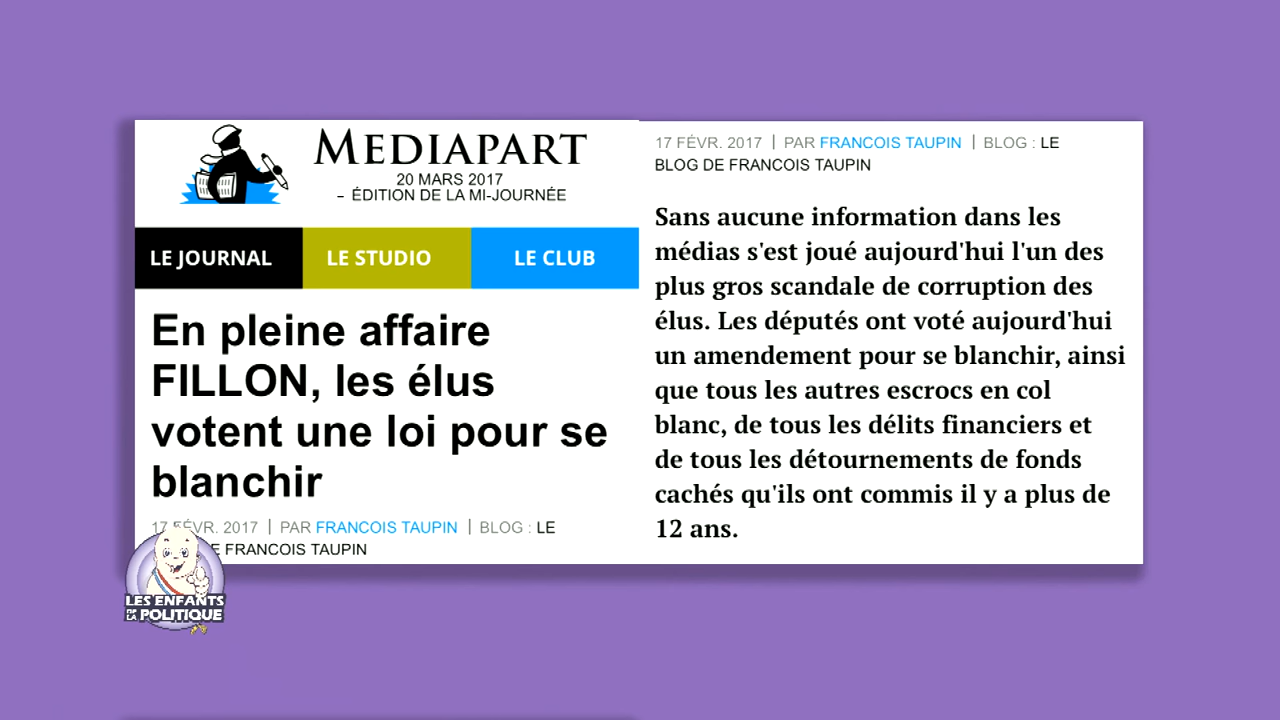 MEDIAPART
20 MARS 2017
– ÉDITION DE LA MI-JOURNÉE
LE JOURNAL
LE STUDIO
LE CLUB
En pleine affaire
FILLON, les élus
votent une loi pour se
blanchir
17 FÉVR. 2017 | PAR FRANCOIS TAUPIN | BLOG : LE
E FRANCOIS TAUPIN
17 FÉVR. 2017 | PAR FRANCOIS TAUPIN | BLOG : LE
BLOG DE FRANCOIS TAUPIN
Sans aucune information dans les
médias s'est joué aujourd'hui l'un des
plus gros scandale de corruption des
élus. Les députés ont voté aujourd'hui
un amendement pour se blanchir, ainsi
que tous les autres escrocs en col
blanc, de tous les délits financiers et
de tous les détournements de fonds
cachés qu'ils ont commis il y a plus de
12 ans.
LES ENFANTS
DE LA POLITIQUE